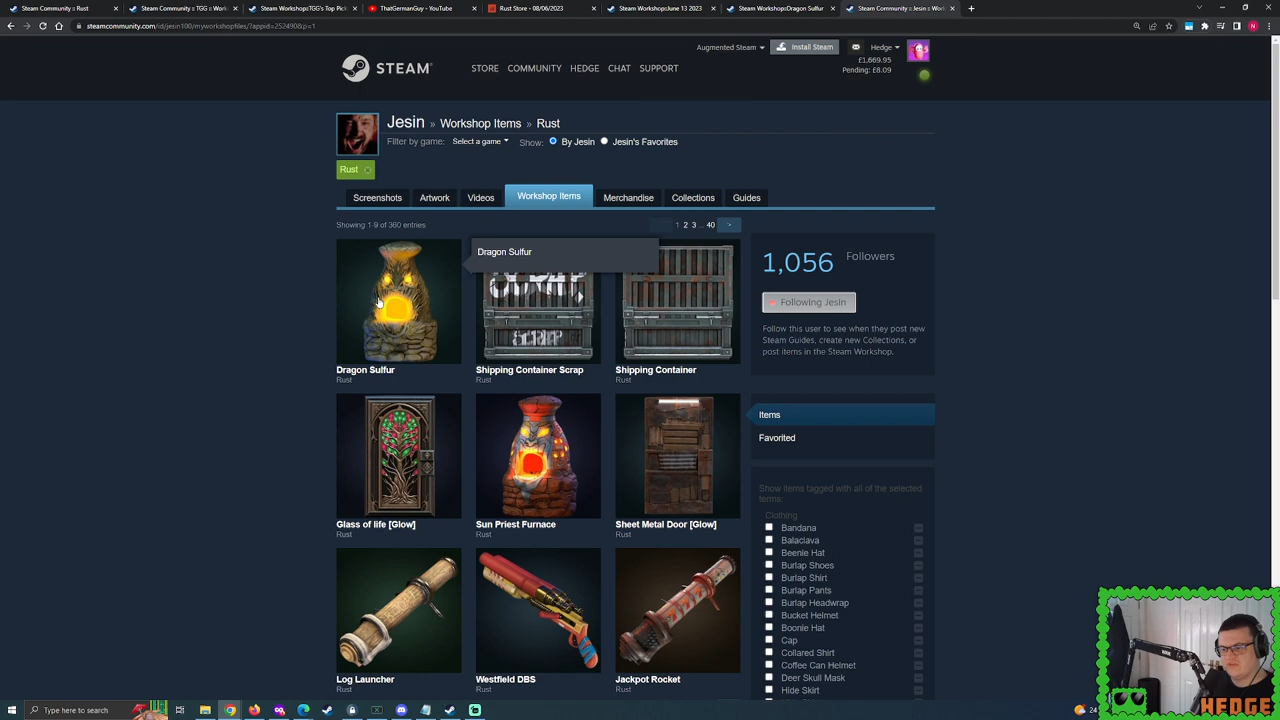 Steam Community :: Rust
Steam Community :: TGG :: Work
Steam Workshop::TGG's Top Pick
ThatGermanGuy - YouTube
Rust Store - 08/06/2023
Steam Workshop::June 13 2023
Steam Workshop::Dragon Sulfur
Steam Community :: Jesin :: Wor
steamcommunity.com/id/jesin100/myworkshopfiles/?appid=252490&p=1
N
STEAM
STORE COMMUNITY HEDGE CHAT SUPPORT
Augmented Steam
Install Steam
Hedge
£1,669.95
Pending: £8.09
Jesin » Workshop Items » Rust
Filter by game: Select a game Show: By Jesin Jesin's Favorites
Rust
Screenshots Artwork Videos Workshop Items Merchandise Collections Guides
Showing 1-9 of 360 entries
1 2 3 ... 40 >
Dragon Sulfur
SCRAP
SCRAP
Dragon Sulfur
Rust
Shipping Container Scrap
Rust
Shipping Container
Rust
Glass of life [Glow]
Rust
Sun Priest Furnace
Rust
Sheet Metal Door [Glow]
Rust
Log Launcher
Westfield DBS
Jackpot Rocket
1,056 Followers
Following Jesin
Follow this user to see when they post new
Steam Guides, create new Collections, or
post items in the Steam Workshop.
Items
Favorited
Show items tagged with all of the selected
terms:
Clothing
Bandana
Balaclava
Beenie Hat
Burlap Shoes
Burlap Shirt
Burlap Pants
Burlap Headwrap
Bucket Helmet
Boonie Hat
Cap
Collared Shirt
Coffee Can Helmet
Deer Skull Mask
Hide Skirt
HEDGE
Type here to search
24